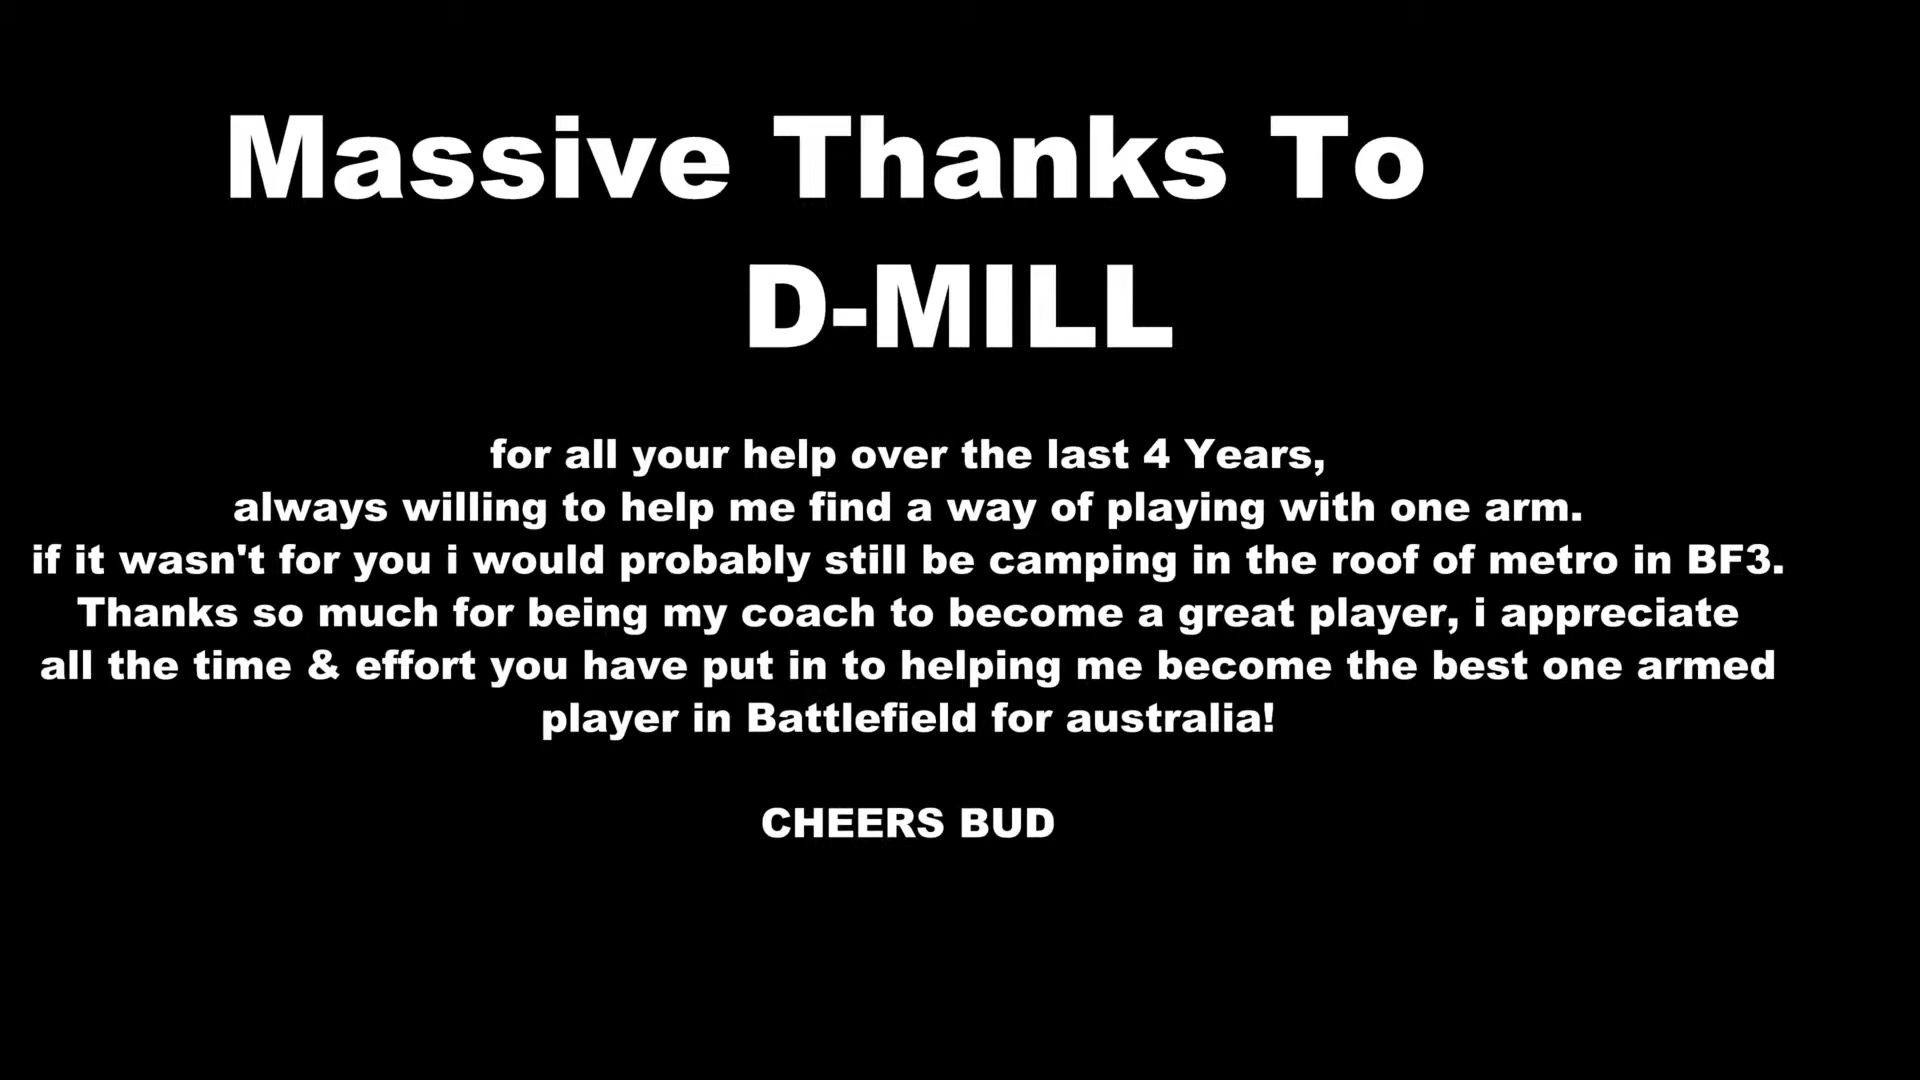 Massive Thanks To
D-MILL
for all your help over the last 4 Years,
always willing to help me find a way of playing with one arm.
if it wasn't for you i would probably still be camping in the roof of metro in BF3.
Thanks so much for being my coach to become a great player, i appreciate
all the time & effort you have put in to helping me become the best one armed
player in Battlefield for australia!
CHEERS BUD